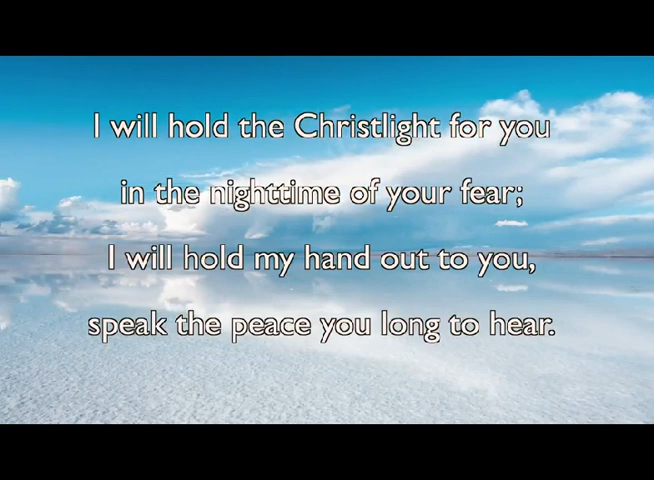 I will hold the Christlight for you
in the nighttime of your fear;
I will hold my hand out to you,
speak the peace you long to hear.